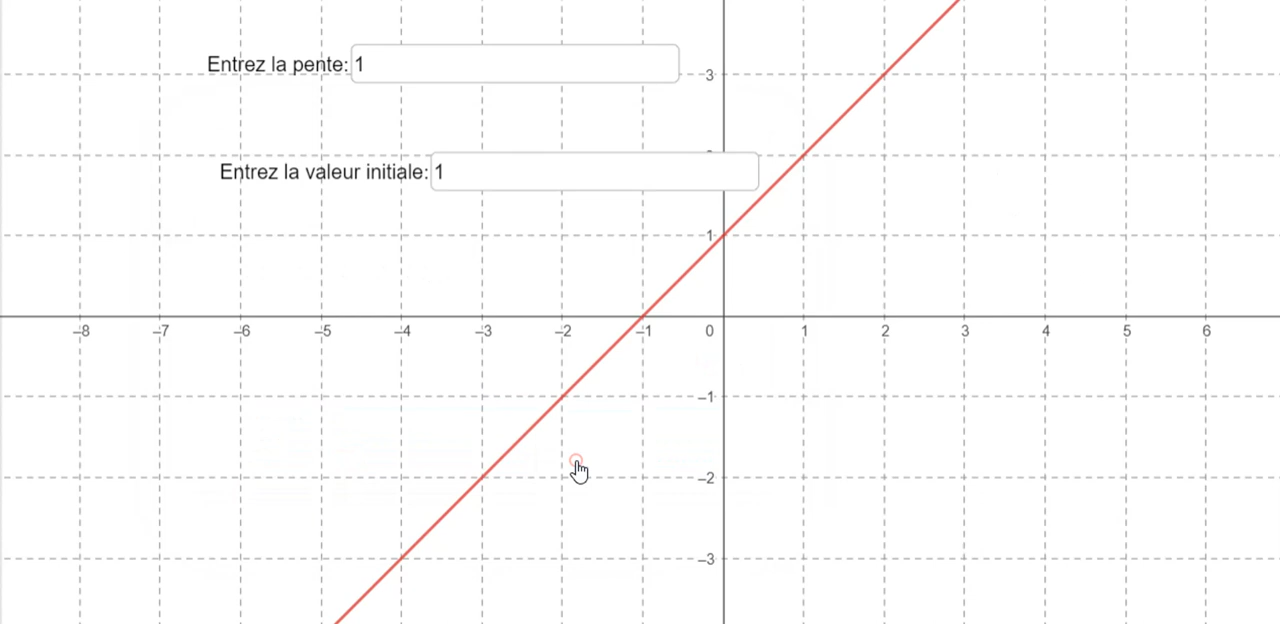 Entrez la pente: 1
3
Entrez la valeur initiale: 1
1
–8 –7 –6 –5 –4 –3 –2 –1 0 1 2 3 4 5 6
–1
–2
–3